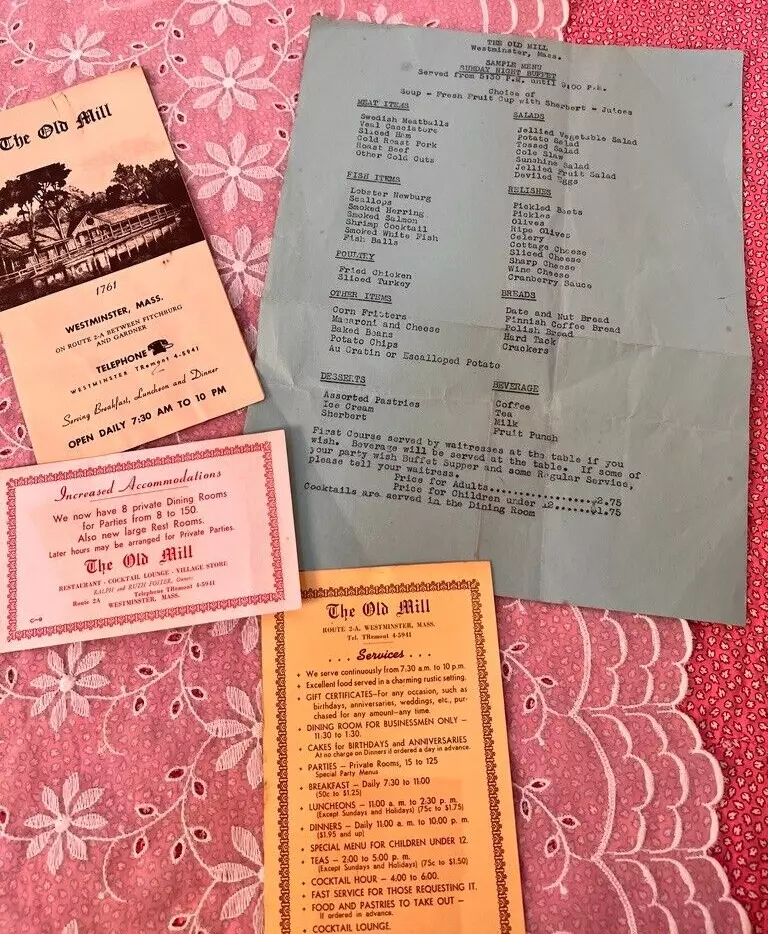 The Old Mill
1761
WESTMINSTER, MASS.
ON ROUTE 2-A BETWEEN FITCHBURG
AND GARDNER
TELEPHONE
WESTMINSTER TRemont 4-5941
Serving Breakfast, Luncheon and Dinner
OPEN DAILY 7:30 AM TO 10 PM
THE OLD MILL
Westminster, Mass.
SAMPLE MENU
SUNDAY NIGHT BUFFET
Served from 5:30 P.M. until 9:00 P.M.
Choice of
Soup - Fresh Fruit Cup with Sherbert - Juices
MEAT ITEMS
Swedish Meatballs
Veal Cacciatore
Sliced Ham
Cold Roast Pork
Roast Beef
Other Cold Cuts
FISH ITEMS
Lobster Newburg
Scallops
Smoked Herring
Smoked Salmon
Shrimp Cocktail
Smoked White Fish
Fish Balls
POULTRY
Fried Chicken
Sliced Turkey
OTHER ITEMS
Corn Fritters
Macaroni and Cheese
Baked Beans
Potato Chips
Au Gratin or Escalloped Potato
DESSERTS
Assorted Pastries
Ice Cream
Sherbert
SALADS
Jellied Vegetable Salad
Potato Salad
Tossed Salad
Cole Slaw
Sunshine Salad
Jellied Fruit Salad
Deviled Eggs
RELISHES
Pickled Beets
Pickles
Olives
Ripe Olives
Celery
Cottage Cheese
Sliced Cheese
Sharp Cheese
Wine Cheese
Cranberry Sauce
BREADS
Date and Nut Bread
Finnish Coffee Bread
Polish Bread
Hard Tack
Crackers
BEVERAGE
Coffee
Tea
Milk
Fruit Punch
First Course served by waitresses at the table if you
wish. Beverage will be served at the table. If some of
your party wish Buffet Supper and some Regular Service,
please tell your waitress.
Price for Adults..................$2.75
Price for Children under 12......$1.75
Cocktails are served in the Dining Room
Increased Accommodations
We now have 8 private Dining Rooms
for Parties from 8 to 150.
Also new large Rest Rooms.
Later hours may be arranged for Private Parties.
The Old Mill
RESTAURANT - COCKTAIL LOUNGE - VILLAGE STORE
RALPH and RUTH FOSTER, Owners
Telephone TRemont 4-5941
Route 2A WESTMINSTER, MASS.
The Old Mill
ROUTE 2-A, WESTMINSTER, MASS.
Tel. TRemont 4-5941
. . . Services . . .
+ We serve continuously from 7:30 a.m. to 10 p.m.
+ Excellent food served in a charming rustic setting.
+ GIFT CERTIFICATES—For any occasion, such as
birthdays, anniversaries, weddings, etc., pur-
chased for any amount—any time.
+ DINING ROOM FOR BUSINESSMEN ONLY —
11:30 to 1:30.
+ CAKES for BIRTHDAYS and ANNIVERSARIES
At no charge on Dinners if ordered a day in advance.
+ PARTIES — Private Rooms, 15 to 125
Special Party Menus
+ BREAKFAST — Daily 7:30 to 11:00
(50c to $1.25)
+ LUNCHEONS — 11:00 a. m. to 2:30 p. m.
(Except Sundays and Holidays) (75c to $1.75)
+ DINNERS — Daily 11:00 a. m. to 10:00 p. m.
($1.95 and up)
+ SPECIAL MENU FOR CHILDREN UNDER 12.
+ TEAS — 2:00 to 5:00 p. m.
(Except Sundays and Holidays) (75c to $1.50)
+ COCKTAIL HOUR — 4:00 to 6:00.
+ FAST SERVICE FOR THOSE REQUESTING IT.
+ FOOD AND PASTRIES TO TAKE OUT —
If ordered in advance.
+ COCKTAIL LOUNGE.